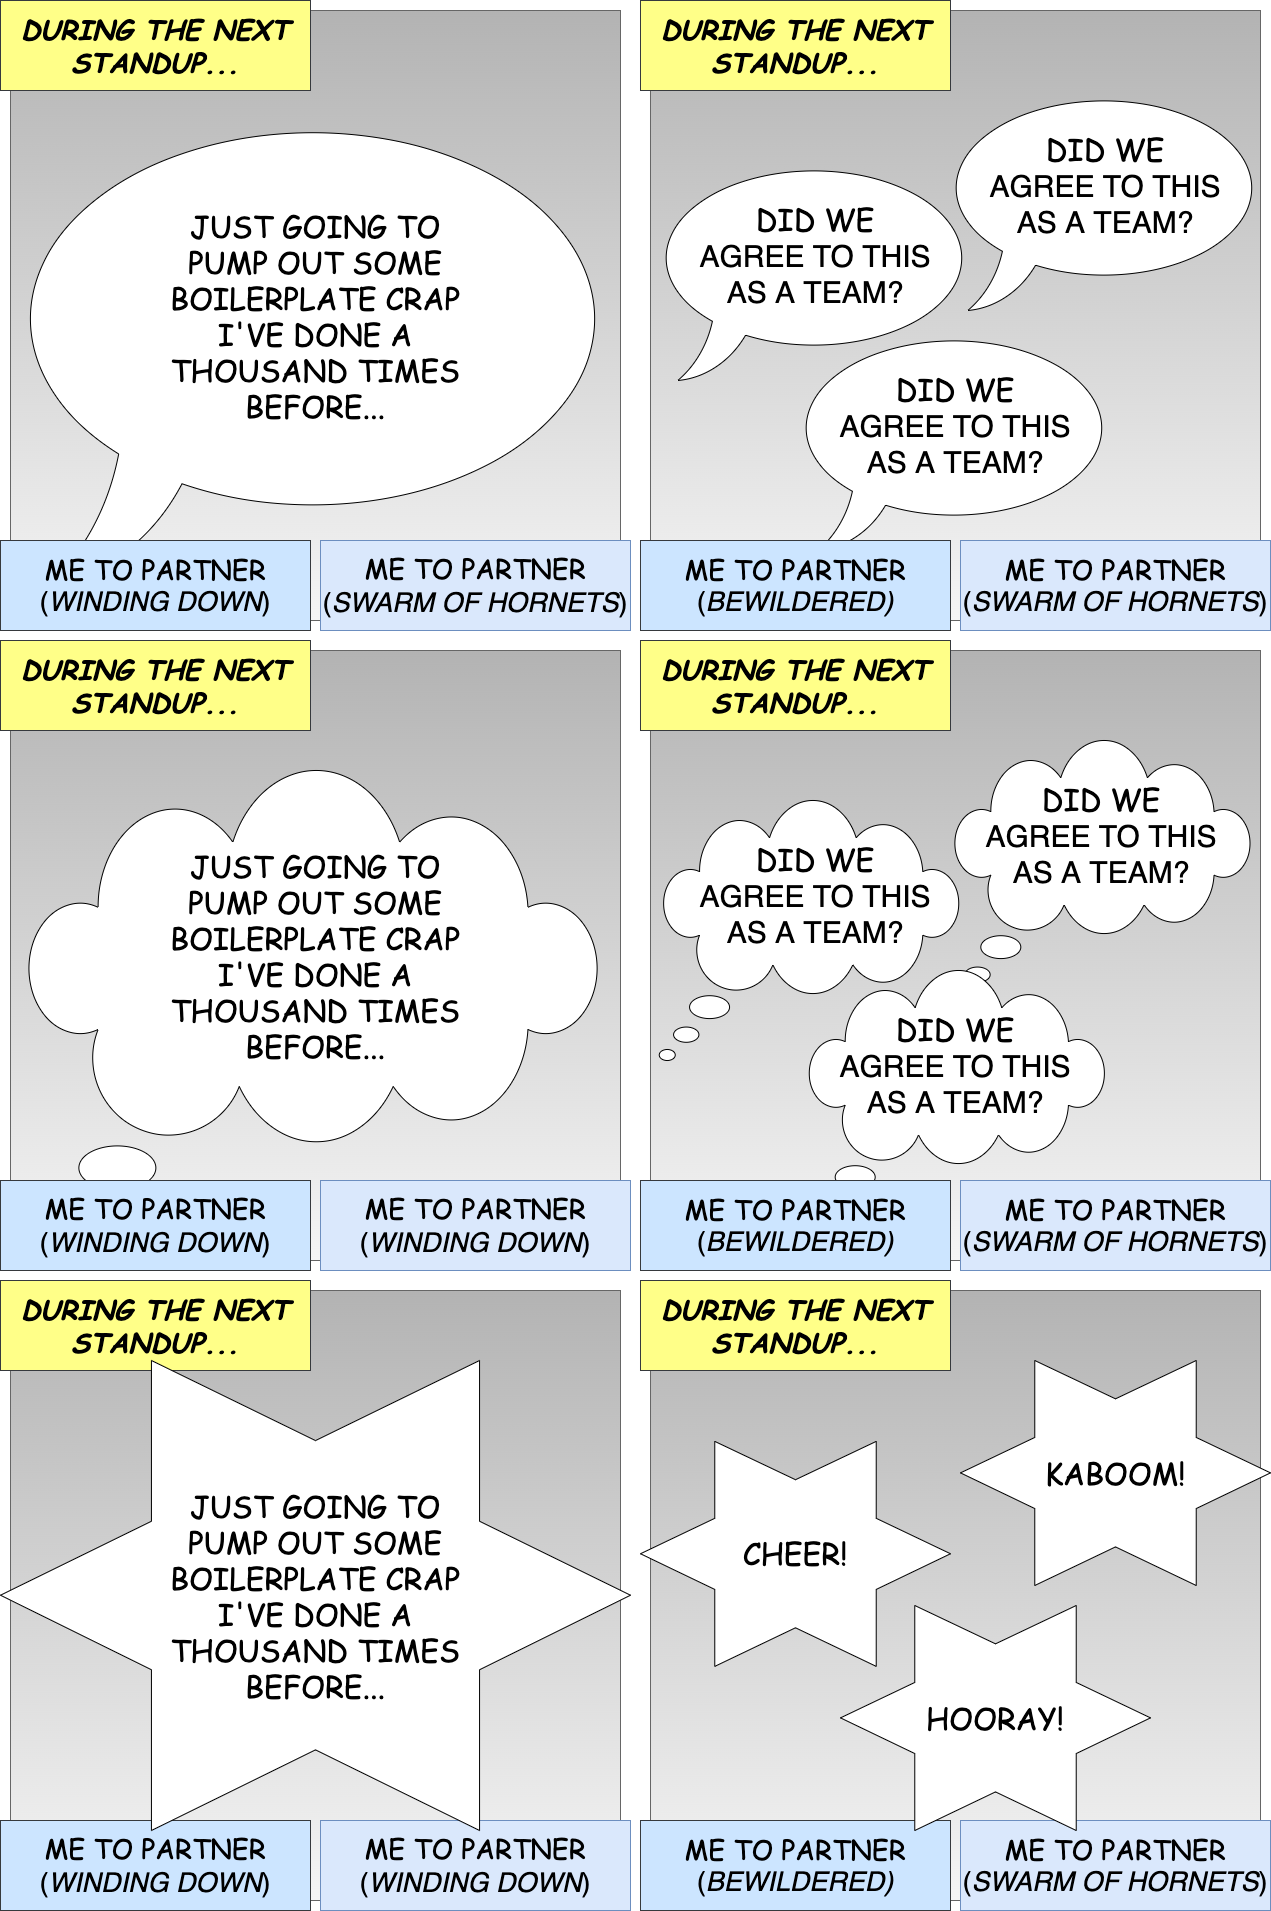 DURING THE NEXT
STANDUP...
JUST GOING TO
PUMP OUT SOME
BOILERPLATE CRAP
I'VE DONE A
THOUSAND TIMES
BEFORE...
ME TO PARTNER
(WINDING DOWN)
ME TO PARTNER
(SWARM OF HORNETS)
DURING THE NEXT
STANDUP...
DID WE
AGREE TO THIS
AS A TEAM?
DID WE
AGREE TO THIS
AS A TEAM?
DID WE
AGREE TO THIS
AS A TEAM?
ME TO PARTNER
(BEWILDERED)
ME TO PARTNER
(SWARM OF HORNETS)
DURING THE NEXT
STANDUP...
JUST GOING TO
PUMP OUT SOME
BOILERPLATE CRAP
I'VE DONE A
THOUSAND TIMES
BEFORE...
ME TO PARTNER
(WINDING DOWN)
ME TO PARTNER
(WINDING DOWN)
DURING THE NEXT
STANDUP...
DID WE
AGREE TO THIS
AS A TEAM?
DID WE
AGREE TO THIS
AS A TEAM?
DID WE
AGREE TO THIS
AS A TEAM?
ME TO PARTNER
(BEWILDERED)
ME TO PARTNER
(SWARM OF HORNETS)
DURING THE NEXT
STANDUP...
JUST GOING TO
PUMP OUT SOME
BOILERPLATE CRAP
I'VE DONE A
THOUSAND TIMES
BEFORE...
ME TO PARTNER
(WINDING DOWN)
ME TO PARTNER
(WINDING DOWN)
DURING THE NEXT
STANDUP...
KABOOM!
CHEER!
HOORAY!
ME TO PARTNER
(BEWILDERED)
ME TO PARTNER
(SWARM OF HORNETS)